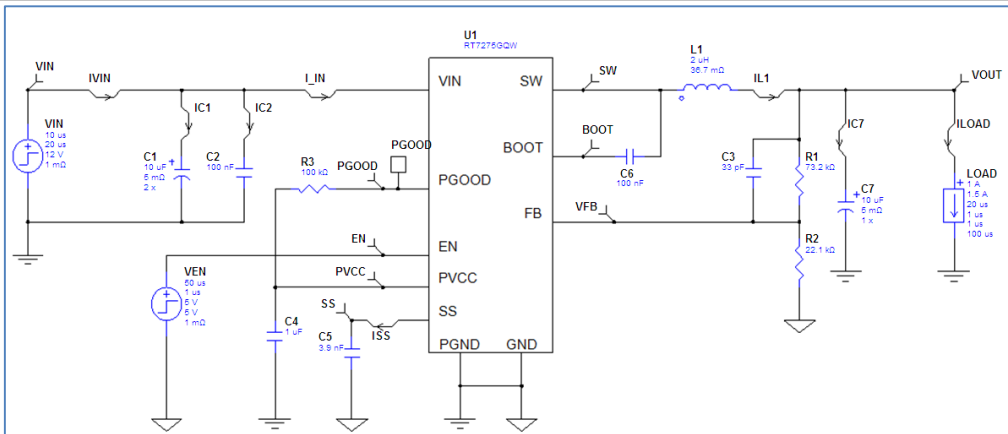 U1
RT7275GQW
VIN
IVIN
I_IN
IC1
IC2
VIN
10 us
20 us
12 V
1 mΩ
C1
10 uF
5 mΩ
2 x
C2
100 nF
R3
100 kΩ
PGOOD
PGOOD
EN
PVCC
VEN
50 us
1 us
5 V
5 V
1 mΩ
C4
1 uF
SS
ISS
C5
3.9 nF
VIN
PGOOD
EN
PVCC
SS
PGND
GND
SW
BOOT
FB
SW
BOOT
C6
100 nF
VFB
L1
2 uH
36.7 mΩ
IL1
C3
33 pF
R1
73.2 kΩ
R2
22.1 kΩ
IC7
C7
10 uF
5 mΩ
1 x
VOUT
ILOAD
LOAD
1 A
1.5 A
20 us
1 us
1 us
100 us